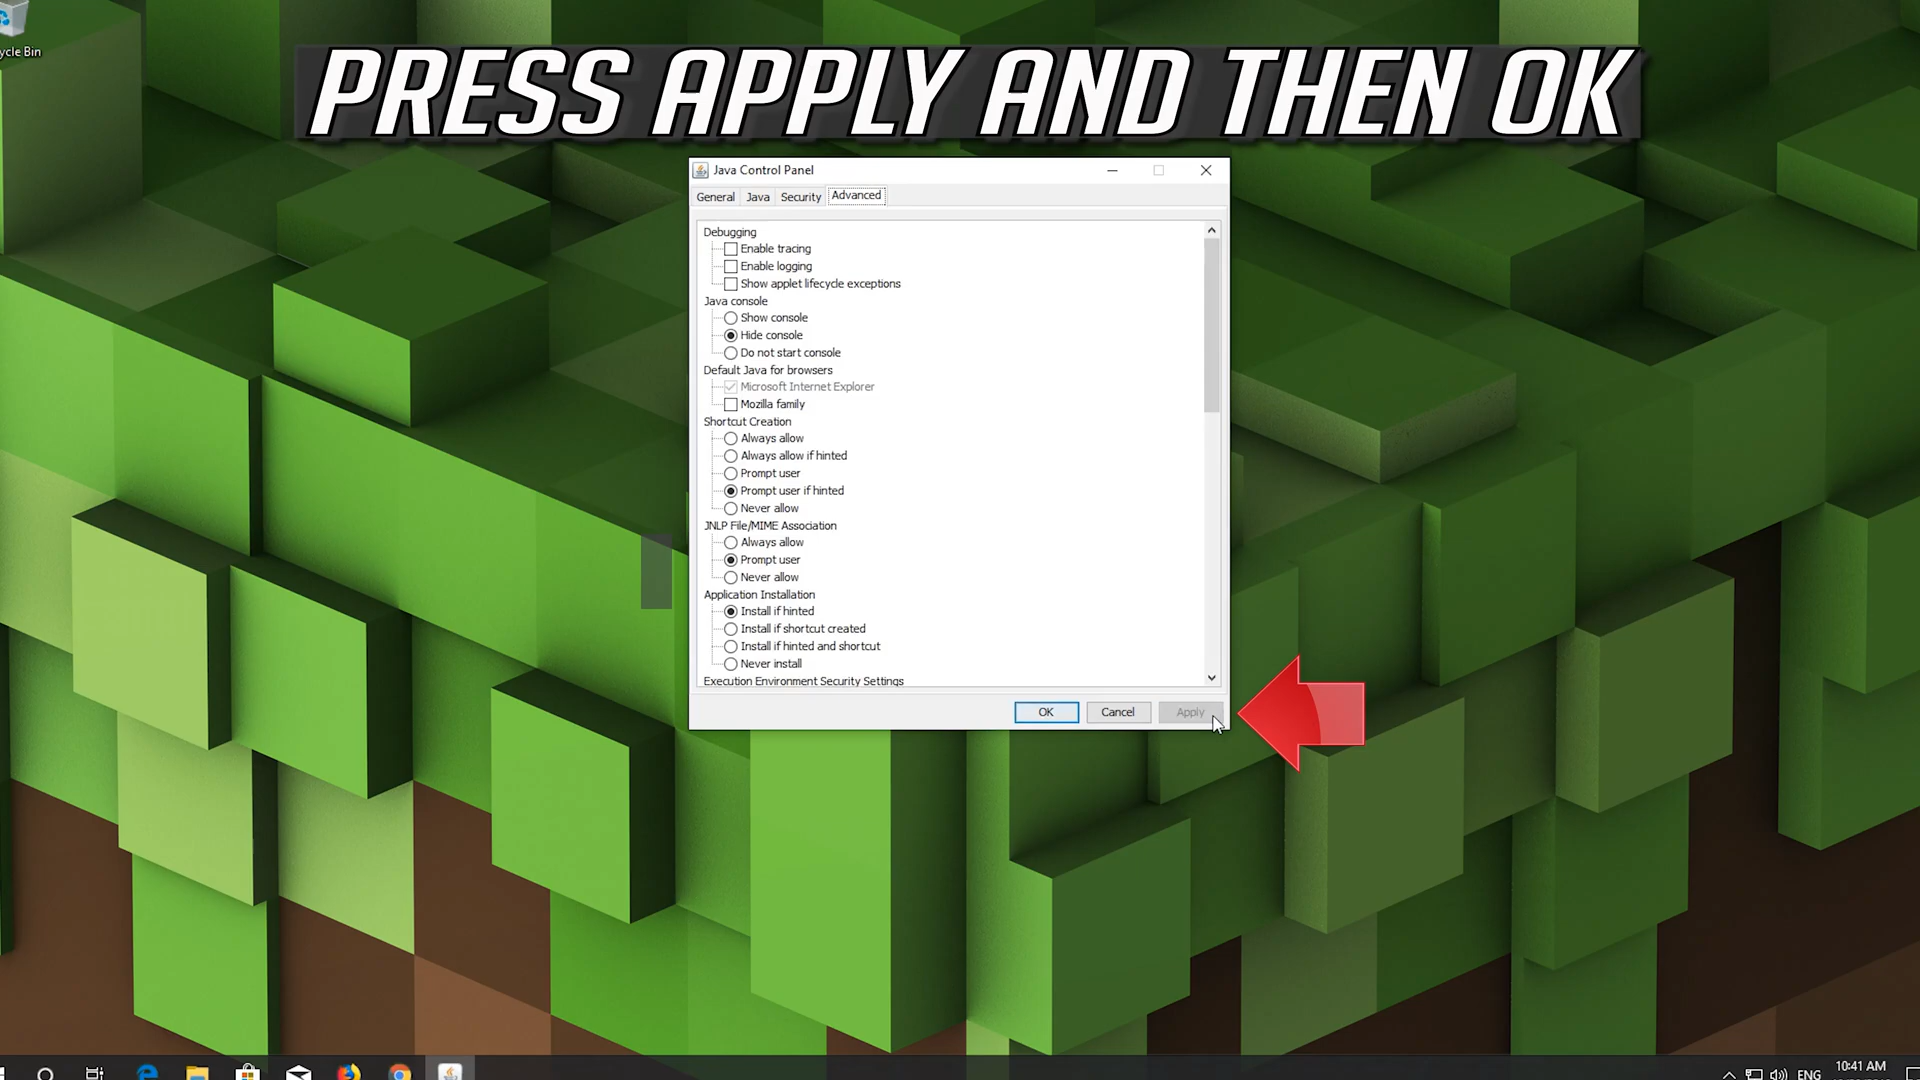 cycle Bin
PRESS APPLY AND THEN OK
Java Control Panel
General Java Security Advanced
Debugging
Enable tracing
Enable logging
Show applet lifecycle exceptions
Java console
Show console
Hide console
Do not start console
Default Java for browsers
Microsoft Internet Explorer
Mozilla family
Shortcut Creation
Always allow
Always allow if hinted
Prompt user
Prompt user if hinted
Never allow
JNLP File/MIME Association
Always allow
Prompt user
Never allow
Application Installation
Install if hinted
Install if shortcut created
Install if hinted and shortcut
Never install
Execution Environment Security Settings
OK Cancel Apply
ENG 10:41 AM